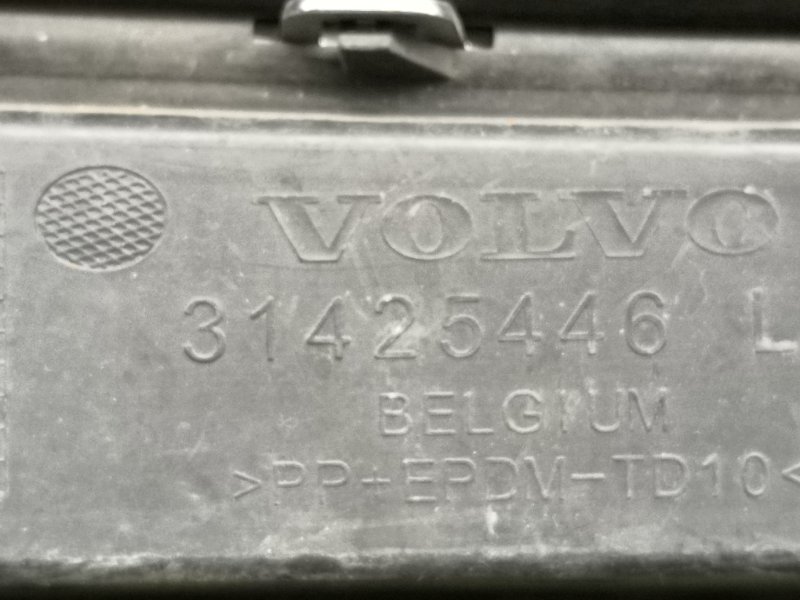 VOLVO
31425446 L
BELGIUM
>PP+EPDM-TD10<